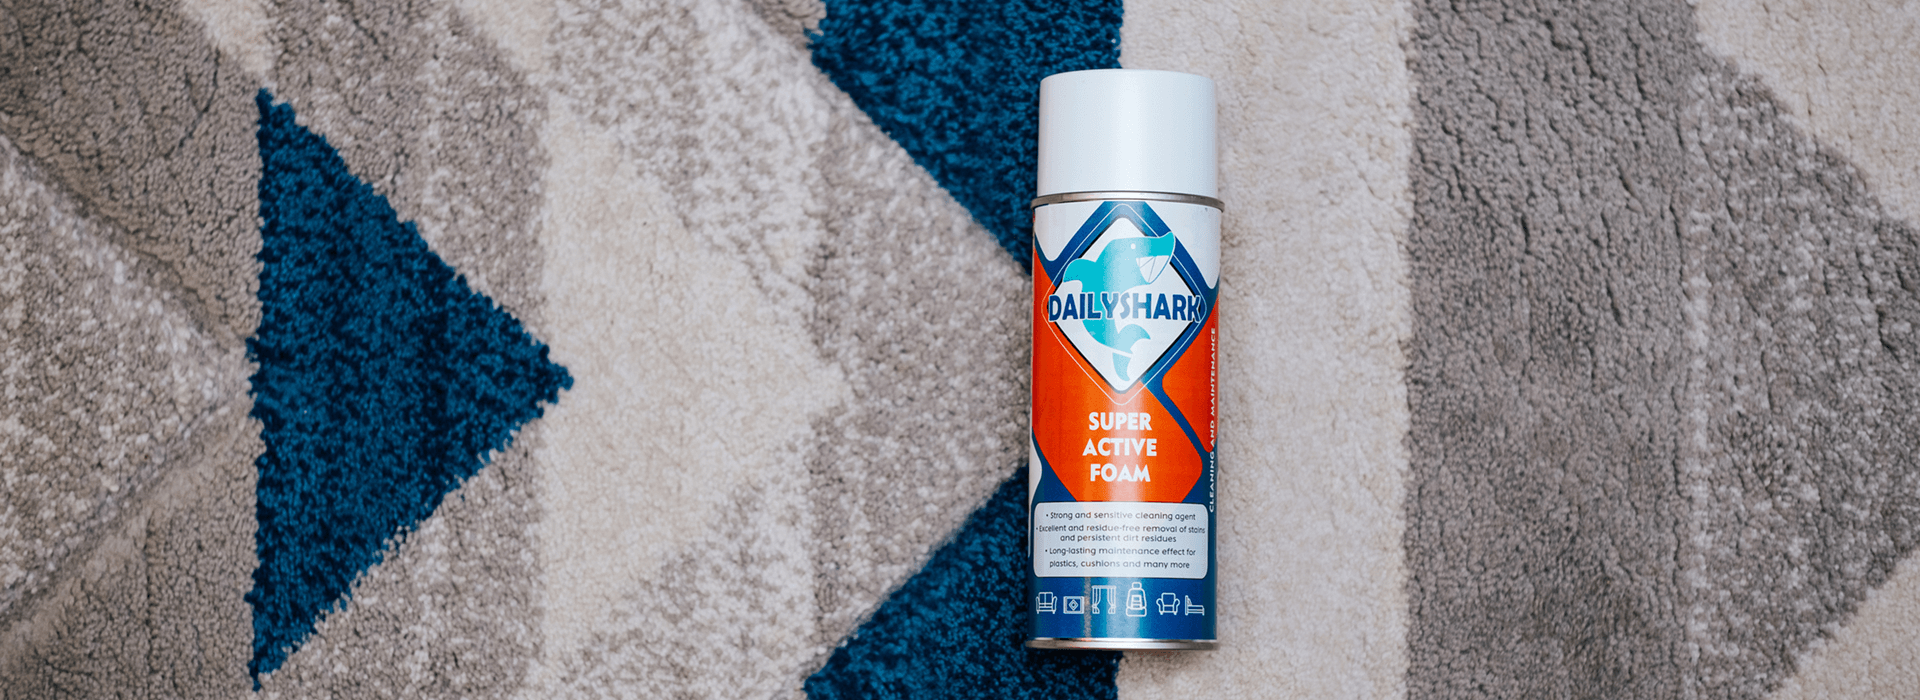 DAILYSHARK
SUPER
ACTIVE
FOAM
• Strong and sensitive cleaning agent
• Excellent and residue-free removal of stains
and persistent dirt residues
• Long-lasting maintenance effect for
plastics, cushions and many more
CLEANING AND MAINTENANCE